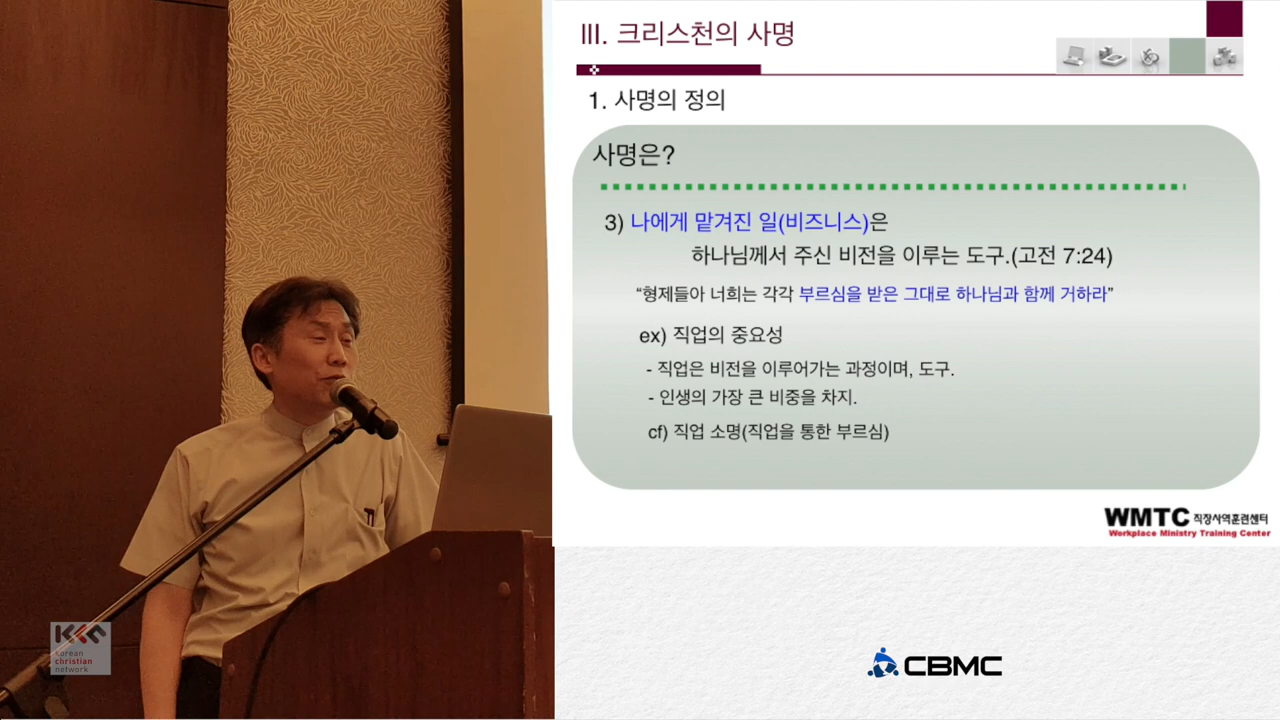 III. 크리스천의 사명
1. 사명의 정의
사명은?
3) 나에게 맡겨진 일(비즈니스)은
하나님께서 주신 비전을 이루는 도구.(고전 7:24)
“형제들아 너희는 각각 부르심을 받은 그대로 하나님과 함께 거하라”
ex) 직업의 중요성
- 직업은 비전을 이루어가는 과정이며, 도구.
- 인생의 가장 큰 비중을 차지.
cf) 직업 소명(직업을 통한 부르심)
WMTC 직장사역훈련센터
Workplace Ministry Training Center
KCN
korean
christian
network
CBMC